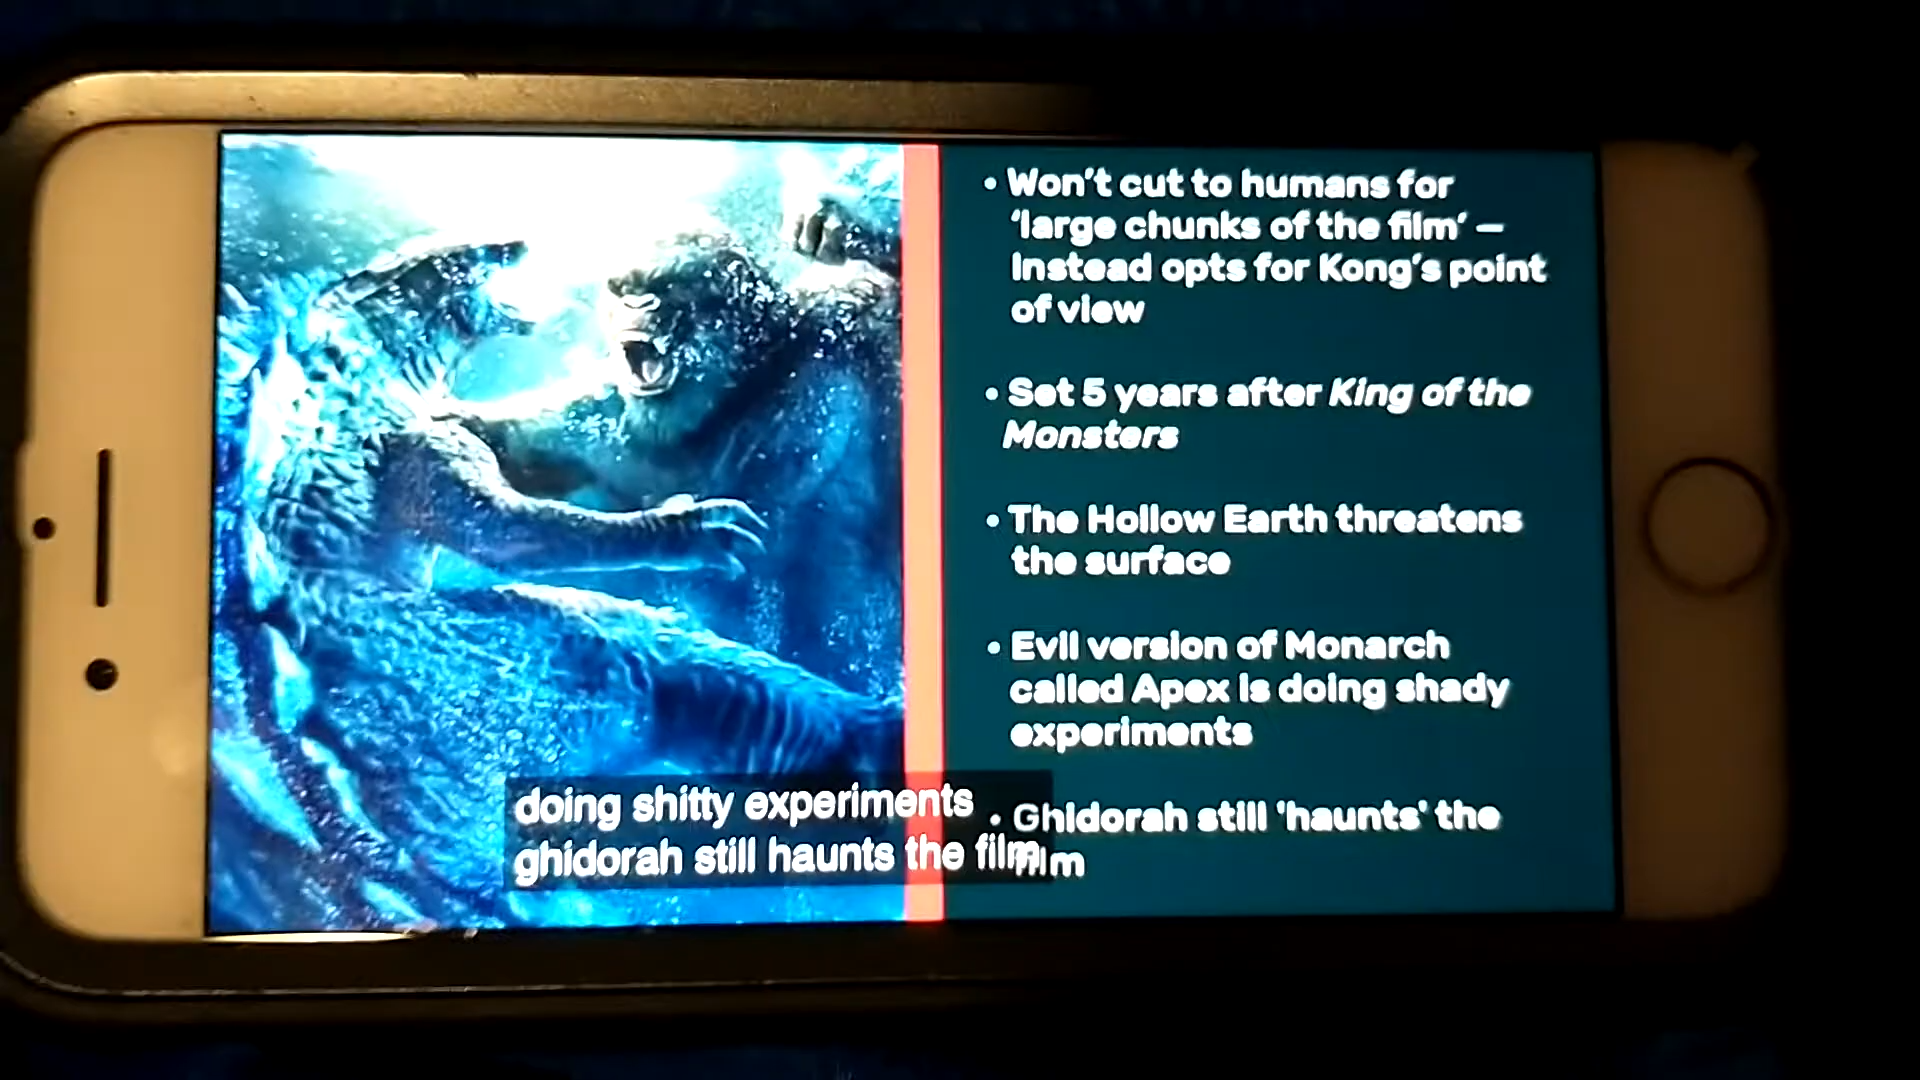 • Won't cut to humans for
'large chunks of the film' –
Instead opts for Kong's point
of view
• Set 5 years after King of the
Monsters
• The Hollow Earth threatens
the surface
• Evil version of Monarch
called Apex is doing shady
experiments
• Ghidorah still 'haunts' the
film
doing shitty experiments
ghidorah still haunts the film